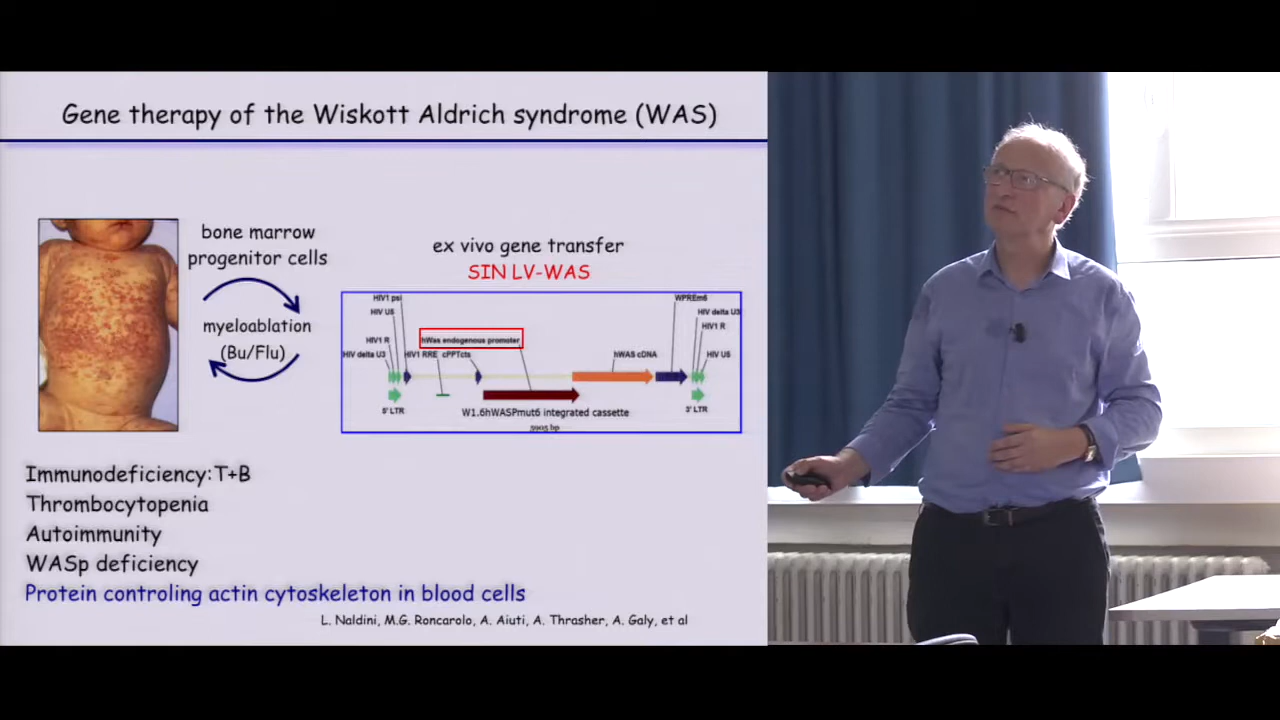 Gene therapy of the Wiskott Aldrich syndrome (WAS)
bone marrow
progenitor cells
myeloablation
(Bu/Flu)
ex vivo gene transfer
SIN LV-WAS
HIV1 psi
HIV U5
HIV1 R
HIV delta U3
hWas endogenous promoter
HIV1 RRE
cPPTcts
hWAS cDNA
WPREm6
HIV delta U3
HIV1 R
HIV U5
5' LTR
W1.6hWASPmut6 integrated cassette
5905 bp
3' LTR
Immunodeficiency: T+B
Thrombocytopenia
Autoimmunity
WASp deficiency
Protein controling actin cytoskeleton in blood cells
L. Naldini, M.G. Roncarolo, A. Aiuti, A. Thrasher, A. Galy, et al